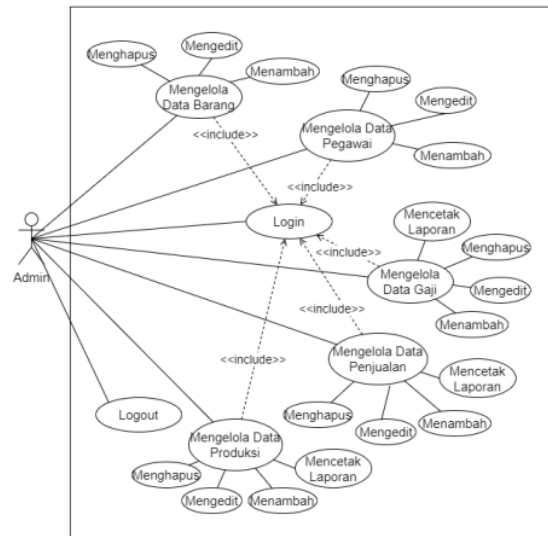 Mengedit
Menghapus
Menambah
Mengelola
Data Barang
Menghapus
Mengedit
Mengelola Data
Pegawai
Menambah
<<include>>
<<include>>
Login
Admin
Mencetak
Laporan
Menghapus
<<include>>
Mengelola
Data Gaji
Mengedit
Menambah
<<include>>
<<include>>
Mengelola Data
Penjualan
Mencetak
Laporan
Menghapus
Mengedit
Menambah
Logout
Mengelola Data
Produksi
Menghapus
Mengedit
Menambah
Mencetak
Laporan